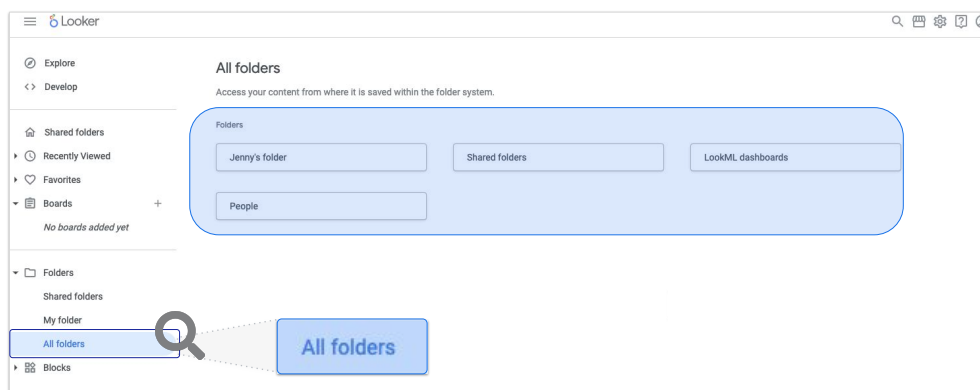 Looker
Explore
Develop
Shared folders
Recently Viewed
Favorites
Boards +
No boards added yet
Folders
Shared folders
My folder
All folders
Blocks
All folders
Access your content from where it is saved within the folder system.
Folders
Jenny's folder
Shared folders
LookML dashboards
People
All folders